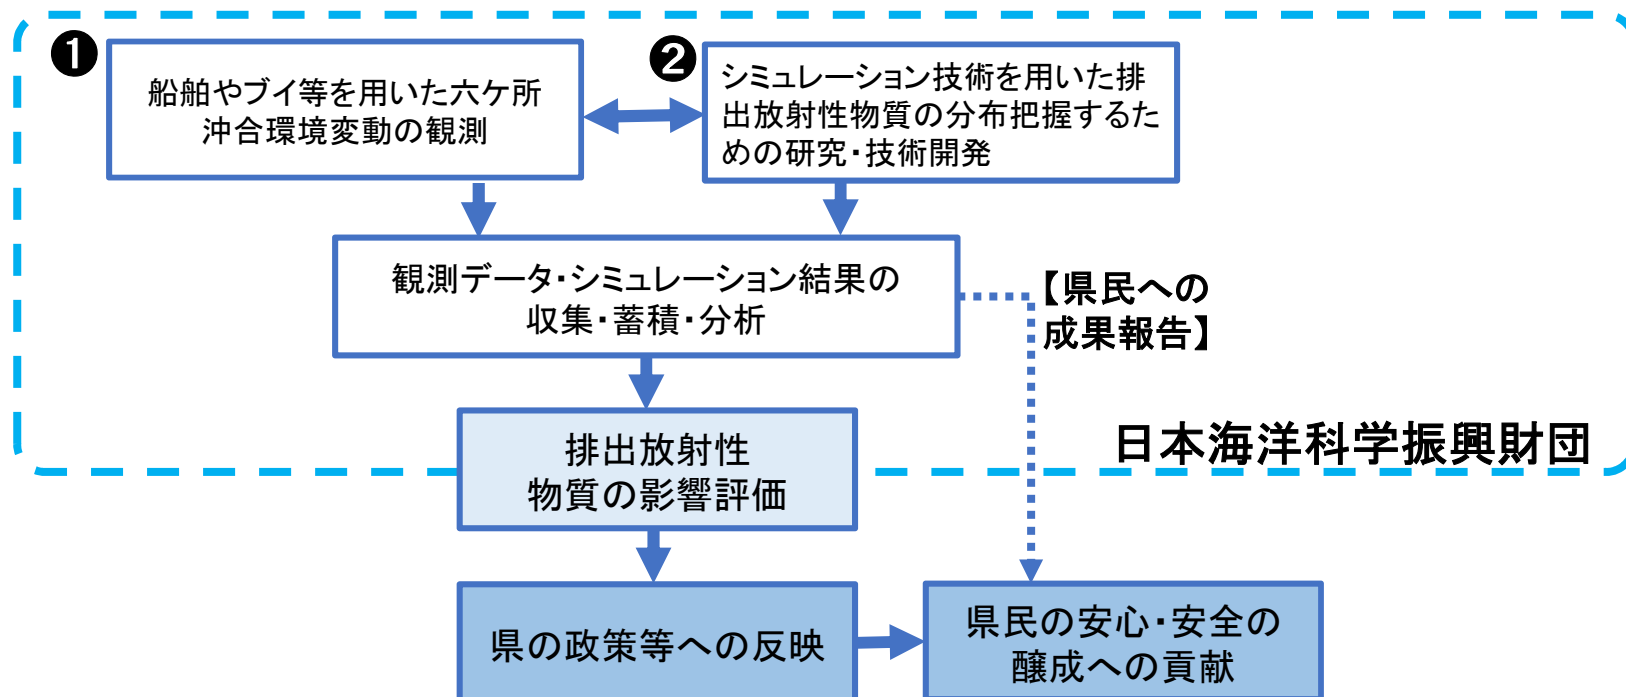 ❶
船舶やブイ等を用いた六ケ所
沖合環境変動の観測
❷
シミュレーション技術を用いた排
出放射性物質の分布把握するた
めの研究・技術開発
観測データ・シミュレーション結果の
収集・蓄積・分析
【県民への
成果報告】
排出放射性
物質の影響評価
日本海洋科学振興財団
県の政策等への反映
県民の安心・安全の
醸成への貢献